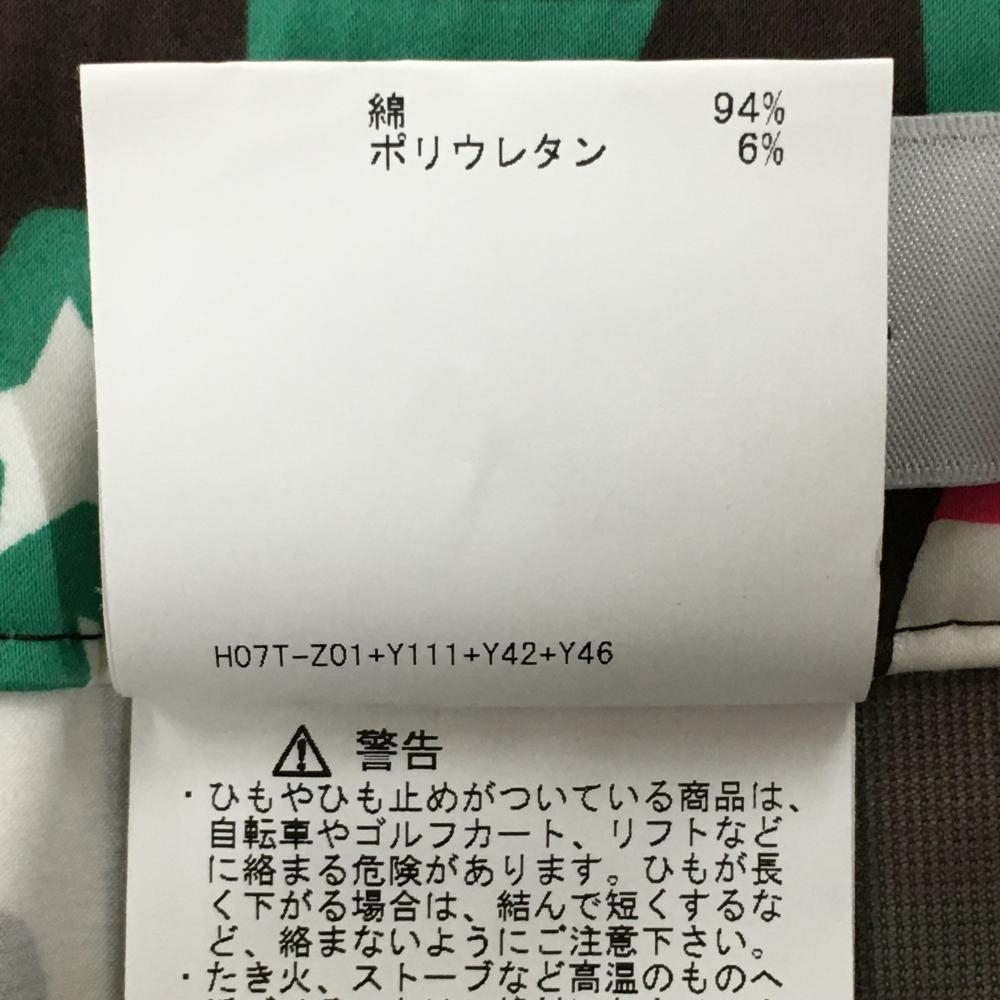 綿 94%
ポリウレタン 6%
H07T-Z01+Y111+Y42+Y46
警告
・ひもやひも止めがついている商品は、
自転車やゴルフカート、リフトなど
に絡まる危険があります。ひもが長
く下がる場合は、結んで短くするな
ど、絡まないようにご注意下さい。
・たき火、ストーブなど高温のものへ